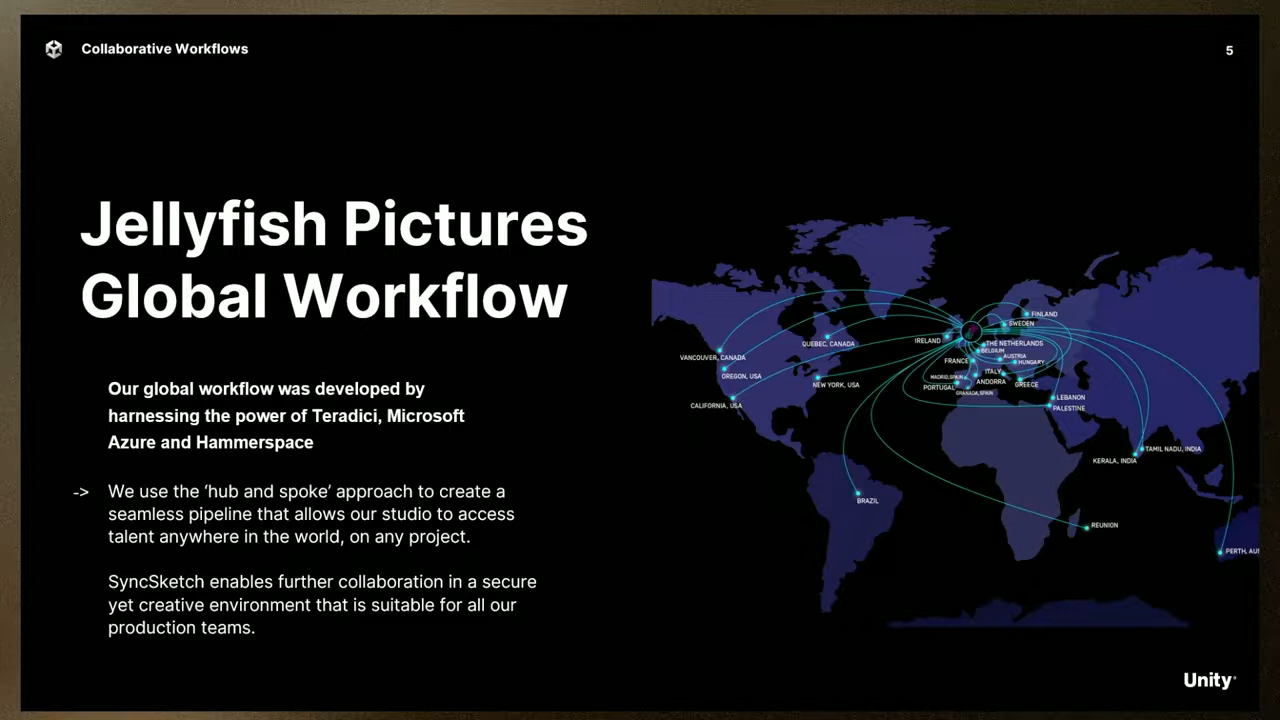 Collaborative Workflows
5
Jellyfish Pictures
Global Workflow
Our global workflow was developed by
harnessing the power of Teradici, Microsoft
Azure and Hammerspace
-> We use the ‘hub and spoke’ approach to create a
seamless pipeline that allows our studio to access
talent anywhere in the world, on any project.
SyncSketch enables further collaboration in a secure
yet creative environment that is suitable for all our
production teams.
VANCOUVER, CANADA
OREGON, USA
CALIFORNIA, USA
QUEBEC, CANADA
NEW YORK, USA
BRAZIL
IRELAND
FINLAND
SWEDEN
THE NETHERLANDS
BELGIUM
AUSTRIA
HUNGARY
FRANCE
ITALY
MADRID, SPAIN
ANDORRA
GREECE
PORTUGAL
GRANADA, SPAIN
LEBANON
PALESTINE
TAMIL NADU, INDIA
KERALA, INDIA
REUNION
PERTH, AU
Unity